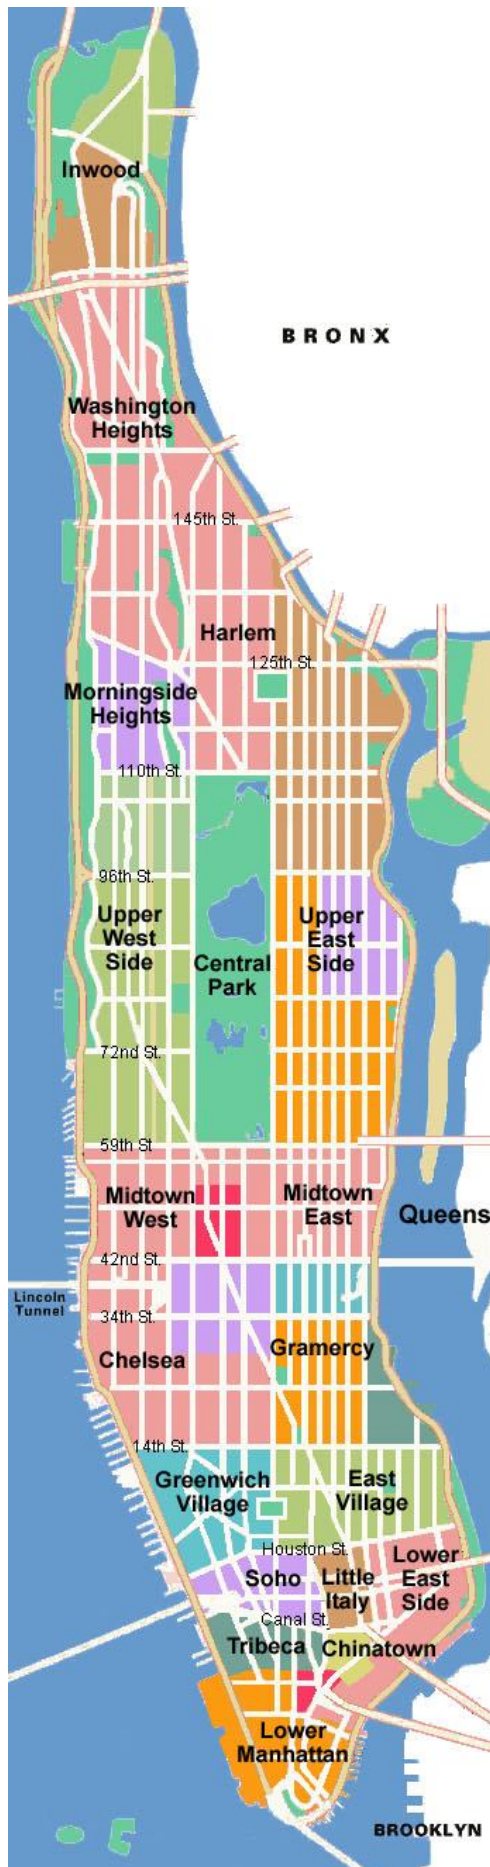 Inwood
BRONX
Washington
Heights
145th St.
Harlem
125th St.
Morningside
Heights
110th St.
96th St.
Upper
West
Side
Upper
East
Side
Central
Park
72nd St.
59th St
Midtown
West
Midtown
East
Queens
42nd St.
Lincoln
Tunnel
34th St.
Gramercy
Chelsea
14th St.
Greenwich
Village
East
Village
Houston St.
Soho
Little
Italy
Lower
East
Side
Canal St.
Tribeca
Chinatown
Lower
Manhattan
BROOKLYN